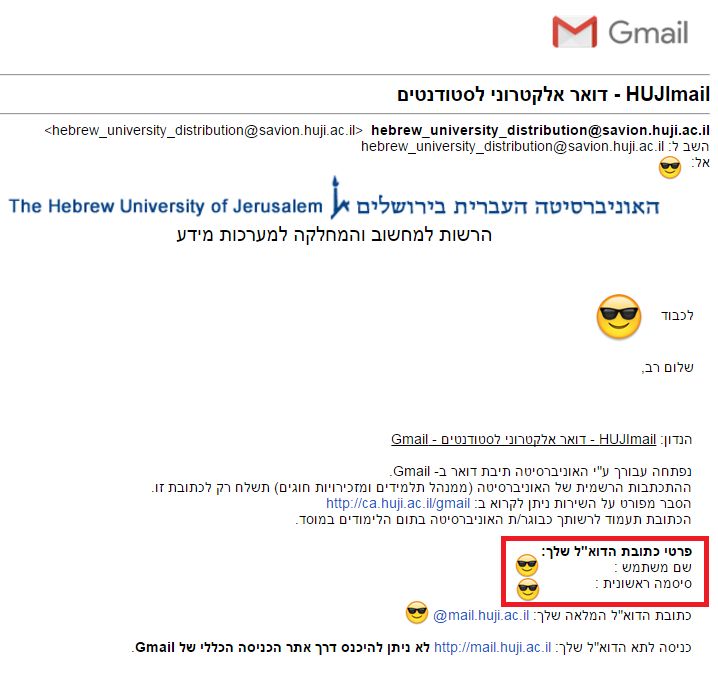 Gmail
HUJImail - דואר אלקטרוני לסטודנטים
hebrew_university_distribution@savion.huji.ac.il <hebrew_university_distribution@savion.huji.ac.il>
השב ל: hebrew_university_distribution@savion.huji.ac.il
אל:
האוניברסיטה העברית בירושלים The Hebrew University of Jerusalem
הרשות למחשוב והמחלקה למערכות מידע
לכבוד
שלום רב,
הנדון: HUJImail - דואר אלקטרוני לסטודנטים - Gmail
נפתחה עבורך ע"י האוניברסיטה תיבת דואר ב- Gmail.
ההתכתבות הרשמית של האוניברסיטה (ממנהל תלמידים ומזכירויות חוגים) תשלח רק לכתובת זו.
הסבר מפורט על השירות ניתן לקרוא ב: http://ca.huji.ac.il/gmail
הכתובת תעמוד לרשותך כבוגר/ת האוניברסיטה בתום הלימודים במוסד.
פרטי כתובת הדוא"ל שלך:
שם משתמש :
סיסמה ראשונית :
כתובת הדוא"ל המלאה שלך: @mail.huji.ac.il
כניסה לתא הדוא"ל שלך: http://mail.huji.ac.il לא ניתן להיכנס דרך אתר הכניסה הכללי של Gmail.